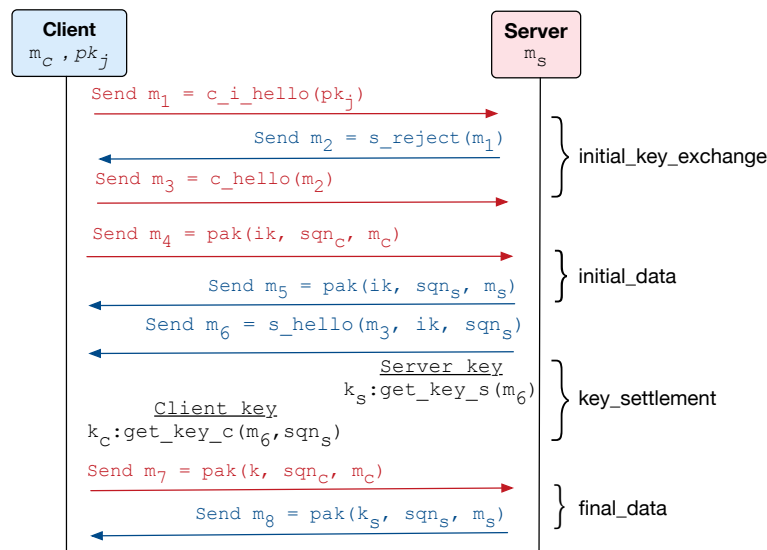 Client
m_c , pk_j
Server
m_s
Send m_1 = c_i_hello(pk_j)
Send m_2 = s_reject(m_1)
initial_key_exchange
Send m_3 = c_hello(m_2)
Send m_4 = pak(ik, sqn_c, m_c)
initial_data
Send m_5 = pak(ik, sqn_s, m_s)
Send m_6 = s_hello(m_3, ik, sqn_s)
Server key
k_s:get_key_s(m_6)
key_settlement
Client key
k_c:get_key_c(m_6,sqn_s)
Send m_7 = pak(k, sqn_c, m_c)
final_data
Send m_8 = pak(k_s, sqn_s, m_s)